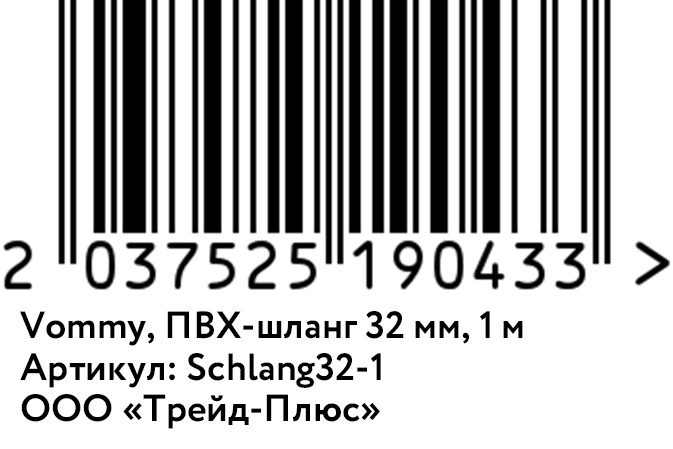 2 037525 190433 >
Vommy, ПВХ-шланг 32 мм, 1 м
Артикул: Schlang32-1
ООО «Трейд-Плюс»